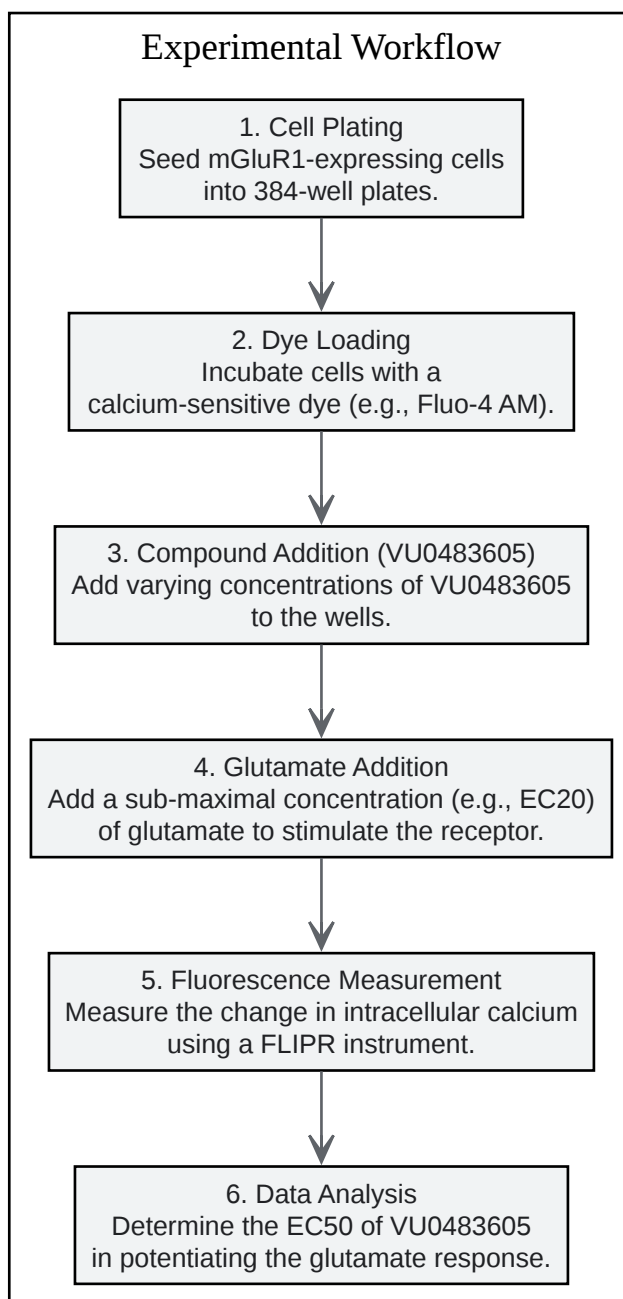 Experimental Workflow
1. Cell Plating
Seed mGluR1-expressing cells
into 384-well plates.
2. Dye Loading
Incubate cells with a
calcium-sensitive dye (e.g., Fluo-4 AM).
3. Compound Addition (VU0483605)
Add varying concentrations of VU0483605
to the wells.
4. Glutamate Addition
Add a sub-maximal concentration (e.g., EC20)
of glutamate to stimulate the receptor.
5. Fluorescence Measurement
Measure the change in intracellular calcium
using a FLIPR instrument.
6. Data Analysis
Determine the EC50 of VU0483605
in potentiating the glutamate response.